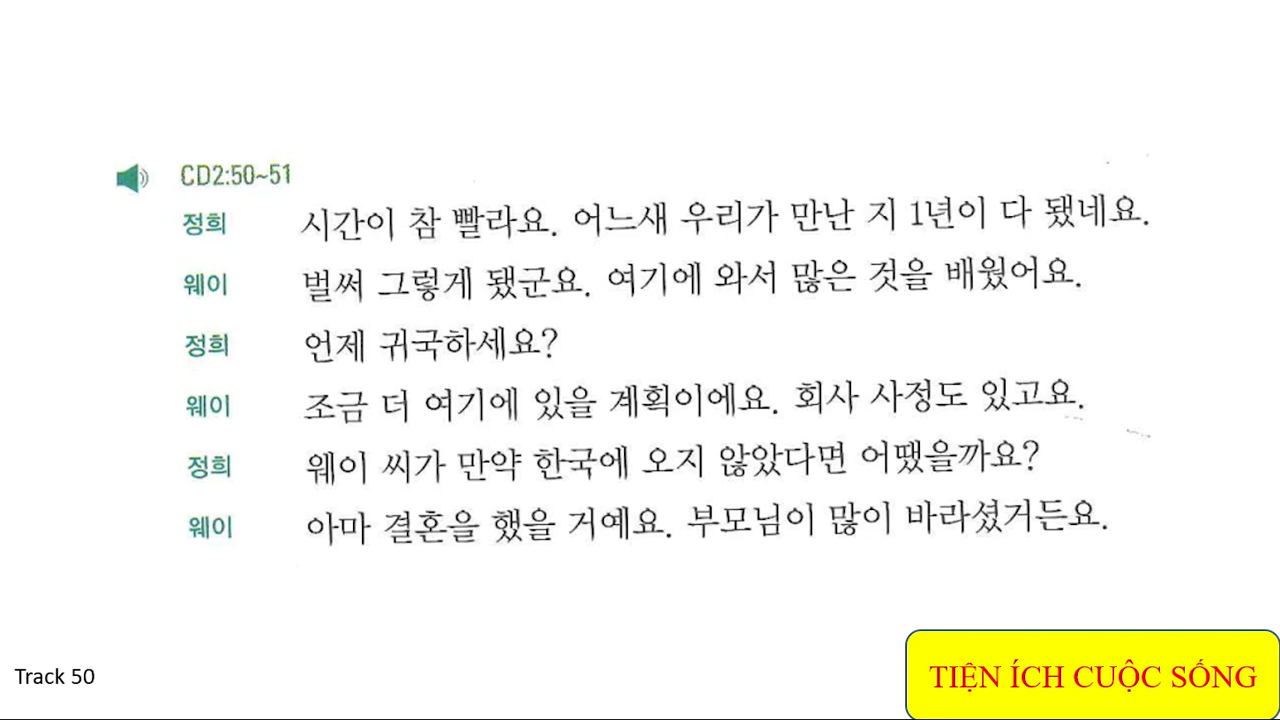 CD2:50~51
정희 시간이 참 빨라요. 어느새 우리가 만난 지 1년이 다 됐네요.
웨이 벌써 그렇게 됐군요. 여기에 와서 많은 것을 배웠어요.
정희 언제 귀국하세요?
웨이 조금 더 여기에 있을 계획이에요. 회사 사정도 있고요.
정희 웨이 씨가 만약 한국에 오지 않았다면 어땠을까요?
웨이 아마 결혼을 했을 거예요. 부모님이 많이 바라셨거든요.
Track 50
TIỆN ÍCH CUỘC SỐNG